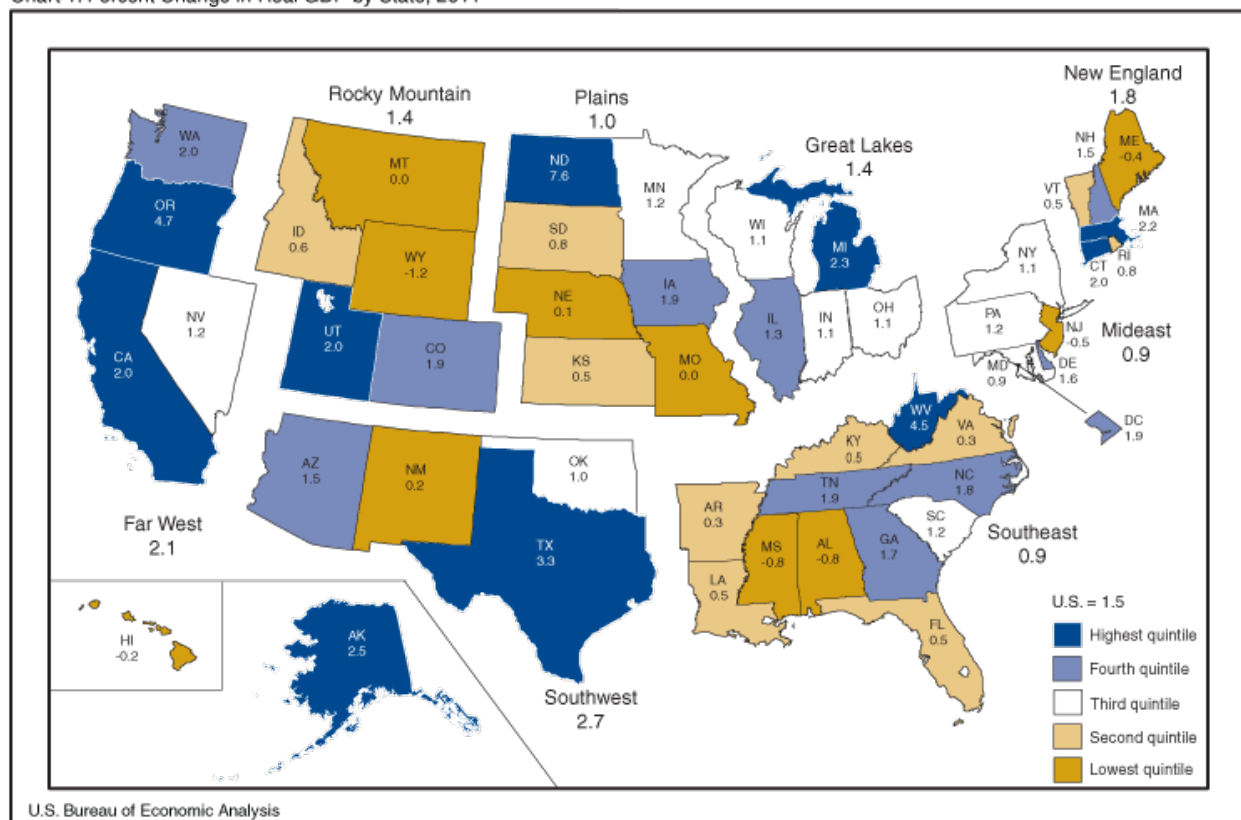 Rocky Mountain
1.4
Plains
1.0
Great Lakes
1.4
New England
1.8
WA
2.0
OR
4.7
CA
2.0
NV
1.2
ID
0.6
MT
0.0
WY
-1.2
UT
2.0
CO
1.9
AZ
1.5
NM
0.2
ND
7.6
SD
0.8
NE
0.1
KS
0.5
MN
1.2
IA
1.9
MO
0.0
WI
1.1
MI
2.3
IL
1.3
IN
1.1
OH
1.1
OK
1.0
TX
3.3
NH
1.5
ME
-0.4
VT
0.5
MA
2.2
RI
0.8
CT
2.0
NY
1.1
PA
1.2
NJ
-0.5
Mideast
0.9
MD
0.9
DE
1.6
DC
1.9
WV
4.5
VA
0.3
KY
0.5
TN
1.9
NC
1.8
AR
0.3
SC
1.2
MS
-0.8
AL
-0.8
GA
1.7
LA
0.5
FL
0.5
Southeast
0.9
Far West
2.1
HI
-0.2
AK
2.5
Southwest
2.7
U.S. = 1.5
Highest quintile
Fourth quintile
Third quintile
Second quintile
Lowest quintile
U.S. Bureau of Economic Analysis